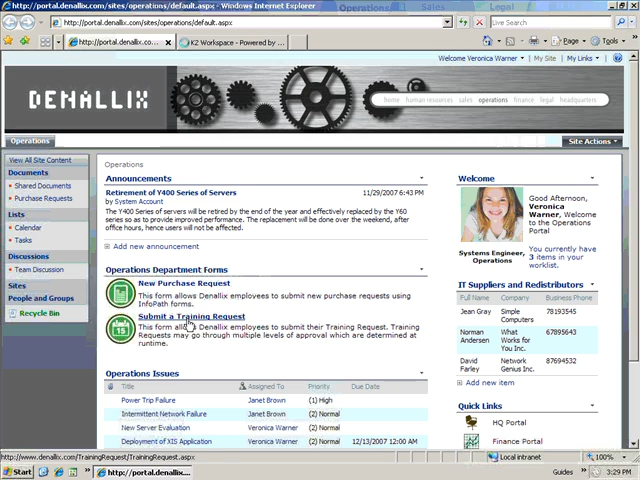 http://portal.denallix.com/sites/operations/default.aspx - Windows Internet Explorer
http://portal.denallix.com/sites/operations/default.aspx
Live Search
http://portal.denallix.co...
K2 Workspace - Powered by ...
Page
Tools
Welcome Veronica Warner
My Site
My Links
DENALLIX
home human resources sales operations finance legal headquarters
Operations
Site Actions
View All Site Content
Documents
Shared Documents
Purchase Requests
Lists
Calendar
Tasks
Discussions
Team Discussion
Sites
People and Groups
Recycle Bin
Operations
Announcements
Retirement of Y400 Series of Servers
11/29/2007 6:43 PM
by System Account
The Y400 Series of servers will be retired by the end of the year and effectively replaced by the Y60
series so as to provide improved performance. The replacement will be done over the weekend, after
office hours, hence users will not be affected.
Add new announcement
Operations Department Forms
New Purchase Request
This form allows Denallix employees to submit new purchase requests using
InfoPath forms.
Submit a Training Request
This form allows Denallix employees to submit their Training Request. Training
Requests may go through multiple levels of approval which are determined at
runtime.
Operations Issues
Title Assigned To Priority Due Date
Power Trip Failure Janet Brown (1) High
Intermittent Network Failure Janet Brown (2) Normal
New Server Evaluation Veronica Warner (2) Normal
Deployment of XIS Application Veronica Warner (2) Normal 12/13/2007 12:00 AM
Welcome
Good Afternoon,
Veronica
Warner, Welcome
to the Operations
Portal
You currently have
3 items in your
worklist.
Systems Engineer,
Operations
IT Suppliers and Redistributors
Full Name Company Business Phone
Jean Gray Simple Computers 78193545
Norman Andersen What Works for You Inc. 67895643
David Farley Network Genius Inc. 87694532
Add new item
Quick Links
HQ Portal
Finance Portal
http://www.denallix.com/TrainingRequest/TrainingRequest.aspx
Local intranet
100%
Start
http://portal.denallix....
Guides
3:29 PM